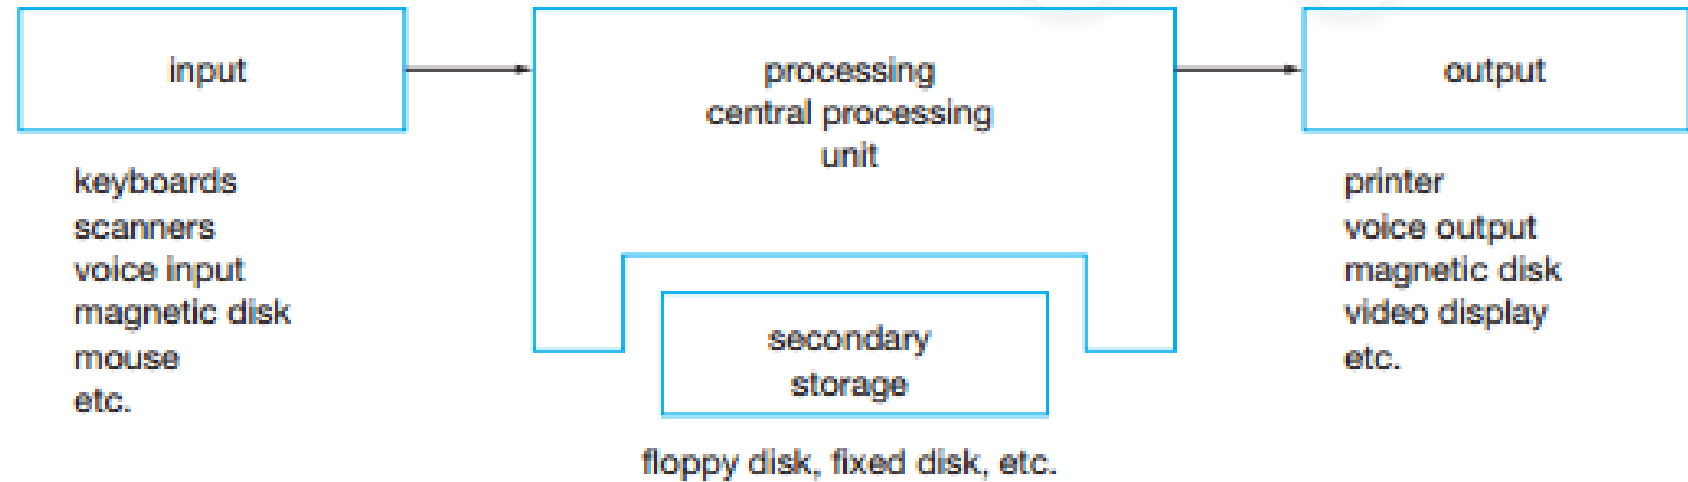 input
keyboards
scanners
voice input
magnetic disk
mouse
etc.
processing
central processing
unit
secondary
storage
floppy disk, fixed disk, etc.
output
printer
voice output
magnetic disk
video display
etc.